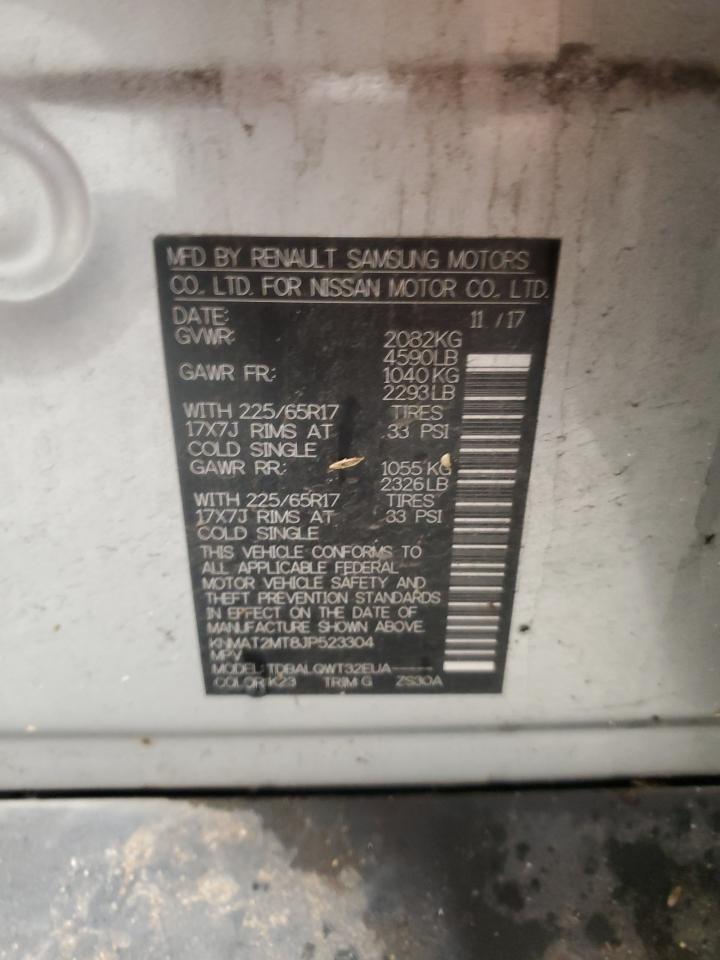 MFD BY RENAULT SAMSUNG MOTORS
CO., LTD. FOR NISSAN MOTOR CO., LTD.
DATE: 11 / 17
GVWR: 2082KG
4590LB
GAWR FR: 1040KG
2293LB
WITH 225/65R17 TIRES
17X7J RIMS AT 33 PSI
COLD SINGLE
GAWR RR: 1055KG
2326LB
WITH 225/65R17 TIRES
17X7J RIMS AT 33 PSI
COLD SINGLE
THIS VEHICLE CONFORMS TO
ALL APPLICABLE FEDERAL
MOTOR VEHICLE SAFETY AND
THEFT PREVENTION STANDARDS
IN EFFECT ON THE DATE OF
MANUFACTURE SHOWN ABOVE.
KNMAT2MT8JP523304
MPV
MODEL: TDBALQWT32EUA-----
COLOR K23 TRIM G ZS30A